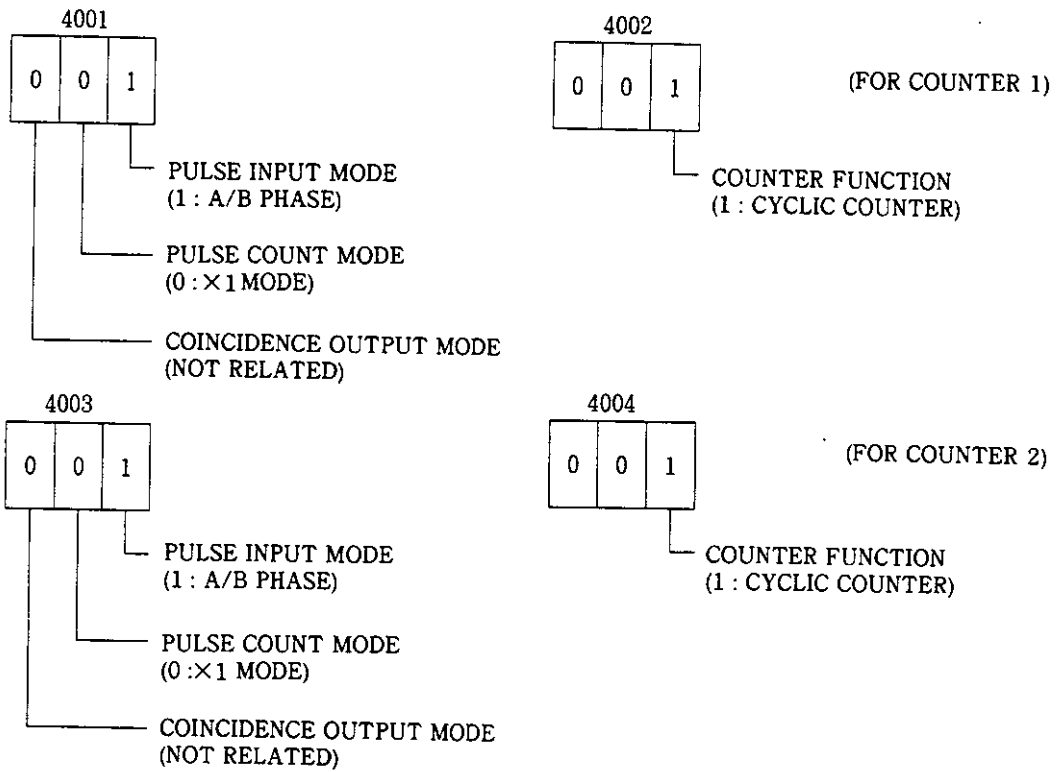 4001
0 0 1
PULSE INPUT MODE
(1 : A/B PHASE)
PULSE COUNT MODE
(0 : ×1 MODE)
COINCIDENCE OUTPUT MODE
(NOT RELATED)
4002
0 0 1
(FOR COUNTER 1)
COUNTER FUNCTION
(1 : CYCLIC COUNTER)
4003
0 0 1
PULSE INPUT MODE
(1 : A/B PHASE)
PULSE COUNT MODE
(0 :×1 MODE)
COINCIDENCE OUTPUT MODE
(NOT RELATED)
4004
0 0 1
(FOR COUNTER 2)
COUNTER FUNCTION
(1 : CYCLIC COUNTER)